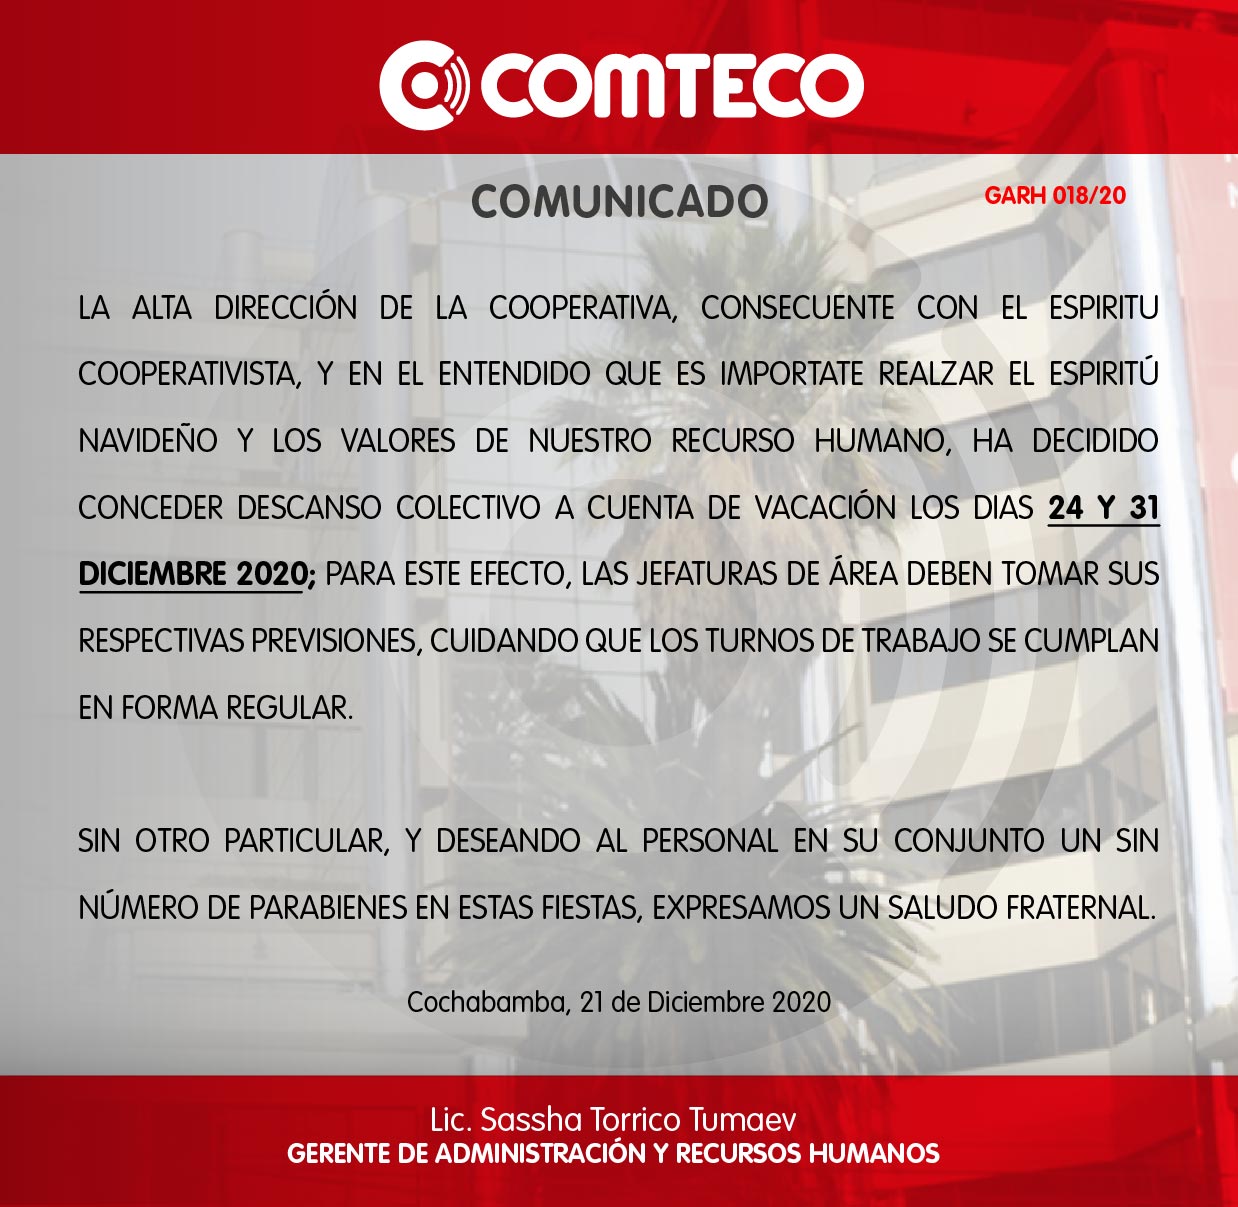 COMTECO
COMUNICADO
GARH 018/20
LA ALTA DIRECCIÓN DE LA COOPERATIVA, CONSECUENTE CON EL ESPIRITU
COOPERATIVISTA, Y EN EL ENTENDIDO QUE ES IMPORTATE REALZAR EL ESPIRITÚ
NAVIDEÑO Y LOS VALORES DE NUESTRO RECURSO HUMANO, HA DECIDIDO
CONCEDER DESCANSO COLECTIVO A CUENTA DE VACACIÓN LOS DIAS 24 Y 31
DICIEMBRE 2020; PARA ESTE EFECTO, LAS JEFATURAS DE ÁREA DEBEN TOMAR SUS
RESPECTIVAS PREVISIONES, CUIDANDO QUE LOS TURNOS DE TRABAJO SE CUMPLAN
EN FORMA REGULAR.
SIN OTRO PARTICULAR, Y DESEANDO AL PERSONAL EN SU CONJUNTO UN SIN
NÚMERO DE PARABIENES EN ESTAS FIESTAS, EXPRESAMOS UN SALUDO FRATERNAL.
Cochabamba, 21 de Diciembre 2020
Lic. Sassha Torrico Tumaev
GERENTE DE ADMINISTRACIÓN Y RECURSOS HUMANOS